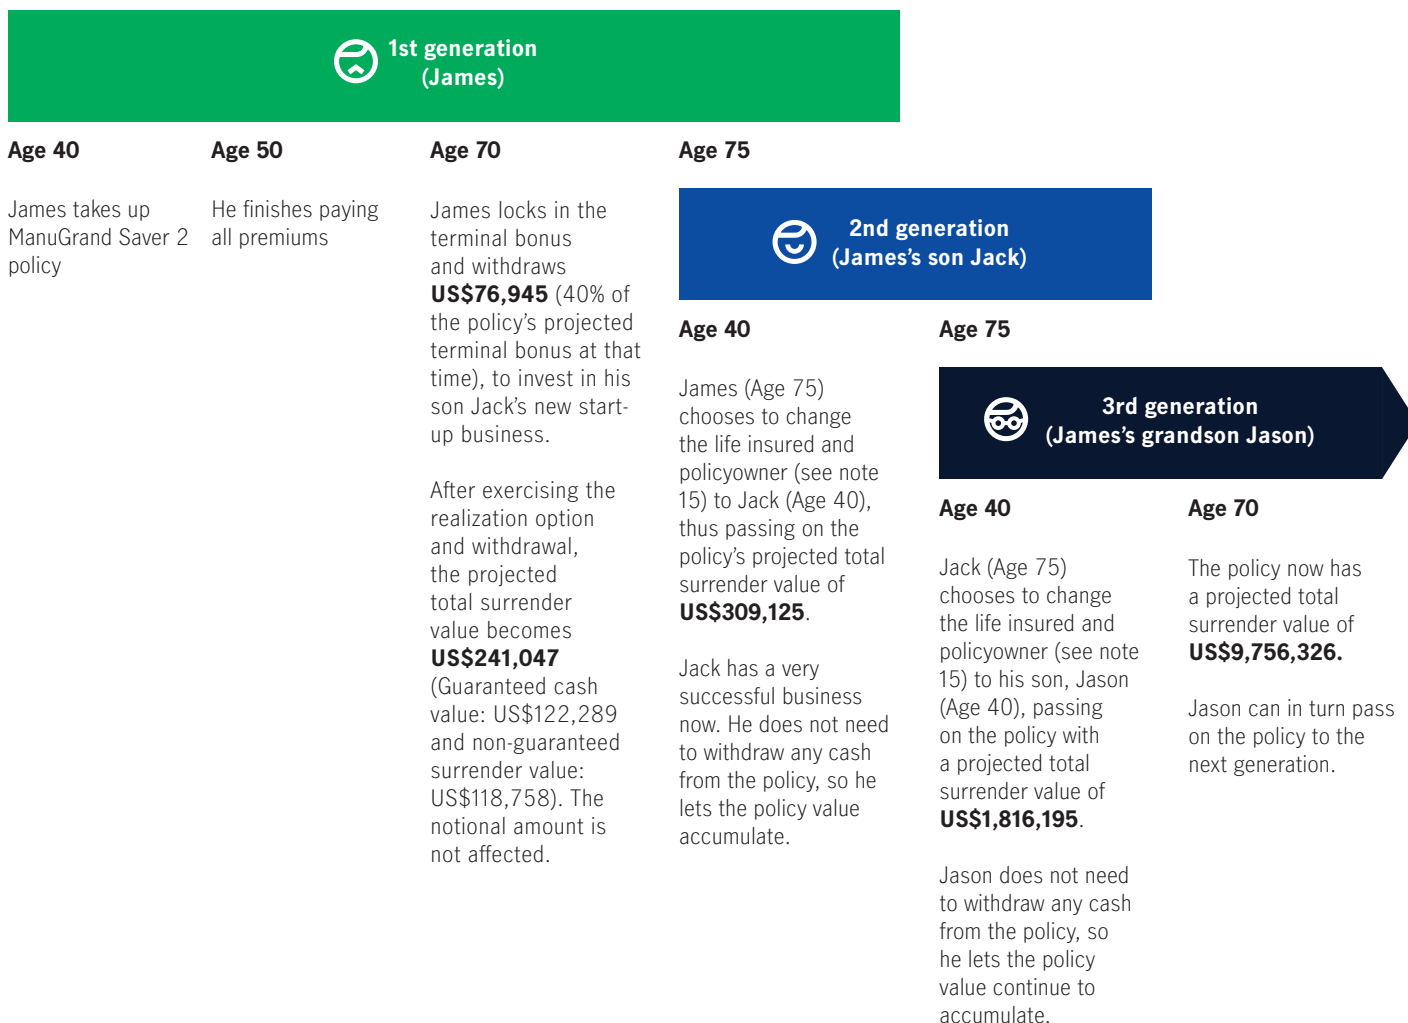 1st generation
(James)
Age 40
James takes up
ManuGrand Saver 2
policy
Age 50
He finishes paying
all premiums
Age 70
James locks in the
terminal bonus
and withdraws
US$76,945 (40% of
the policy’s projected
terminal bonus at that
time), to invest in his
son Jack’s new start-
up business.
After exercising the
realization option
and withdrawal,
the projected
total surrender
value becomes
US$241,047
(Guaranteed cash
value: US$122,289
and non-guaranteed
surrender value:
US$118,758). The
notional amount is
not affected.
Age 75
2nd generation
(James’s son Jack)
Age 40
James (Age 75)
chooses to change
the life insured and
policyowner (see note
15) to Jack (Age 40),
thus passing on the
policy’s projected total
surrender value of
US$309,125.
Jack has a very
successful business
now. He does not need
to withdraw any cash
from the policy, so he
lets the policy value
accumulate.
Age 75
3rd generation
(James’s grandson Jason)
Age 40
Jack (Age 75)
chooses to change
the life insured and
policyowner (see note
15) to his son, Jason
(Age 40), passing
on the policy with
a projected total
surrender value of
US$1,816,195.
Jason does not need
to withdraw any cash
from the policy, so
he lets the policy
value continue to
accumulate.
Age 70
The policy now has
a projected total
surrender value of
US$9,756,326.
Jason can in turn pass
on the policy to the
next generation.